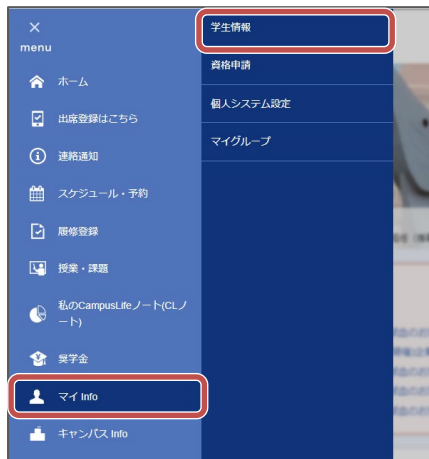 ×
menu
ホーム
出席登録はこちら
連絡通知
スケジュール・予約
履修登録
授業・課題
私のCampusLifeノート(CLノ
ート)
奨学金
マイ Info
キャンパス Info
学生情報
資格申請
個人システム設定
マイグループ